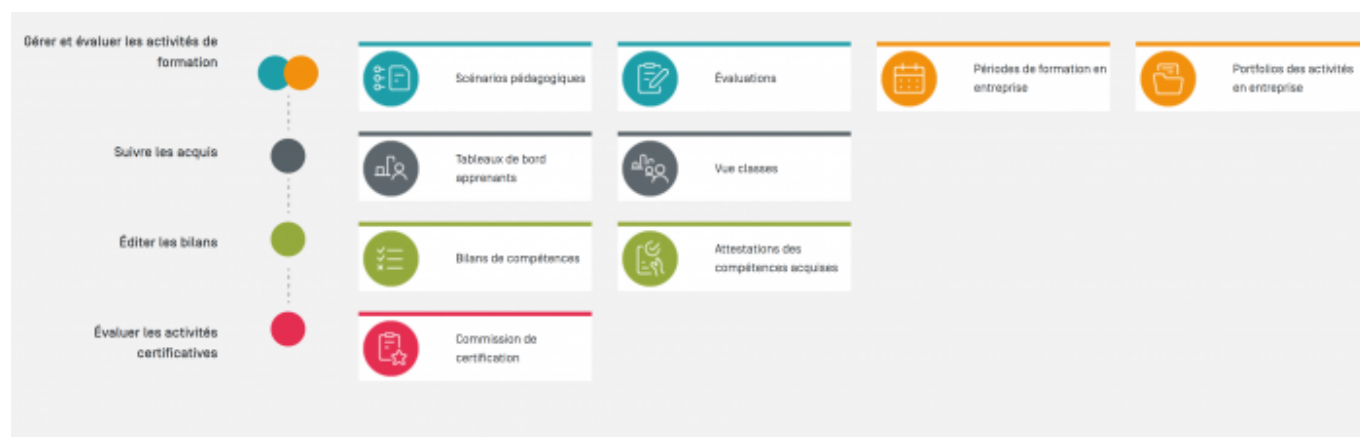 Gérer et évaluer les activités de
formation
Scénarios pédagogiques
Évaluations
Périodes de formation en
entreprise
Portfolios des activités
en entreprise
Suivre les acquis
Tableaux de bord
apprenants
Vue classes
Éditer les bilans
Bilans de compétences
Attestations des
compétences acquises
Évaluer les activités
certificatives
Commission de
certification